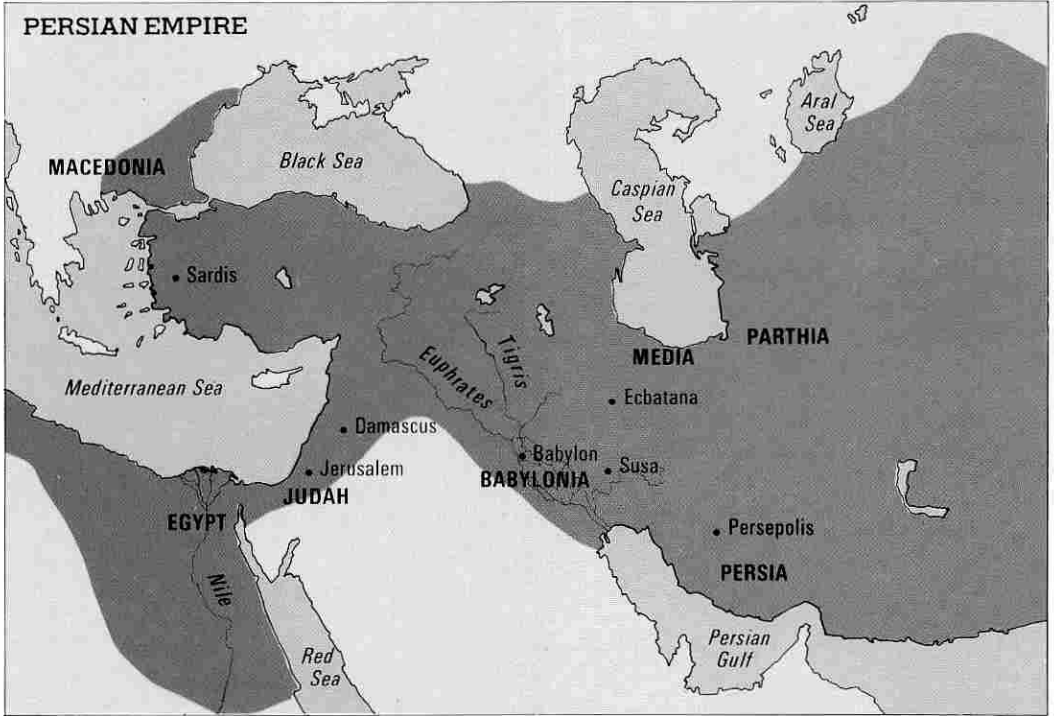 PERSIAN EMPIRE
Aral
Sea
Black Sea
MACEDONIA
Caspian
Sea
Sardis
PARTHIA
MEDIA
Tigris
Euphrates
Mediterranean Sea
Ecbatana
Damascus
Babylon
Susa
Jerusalem
BABYLONIA
JUDAH
EGYPT
Persepolis
PERSIA
Nile
Persian
Gulf
Red
Sea